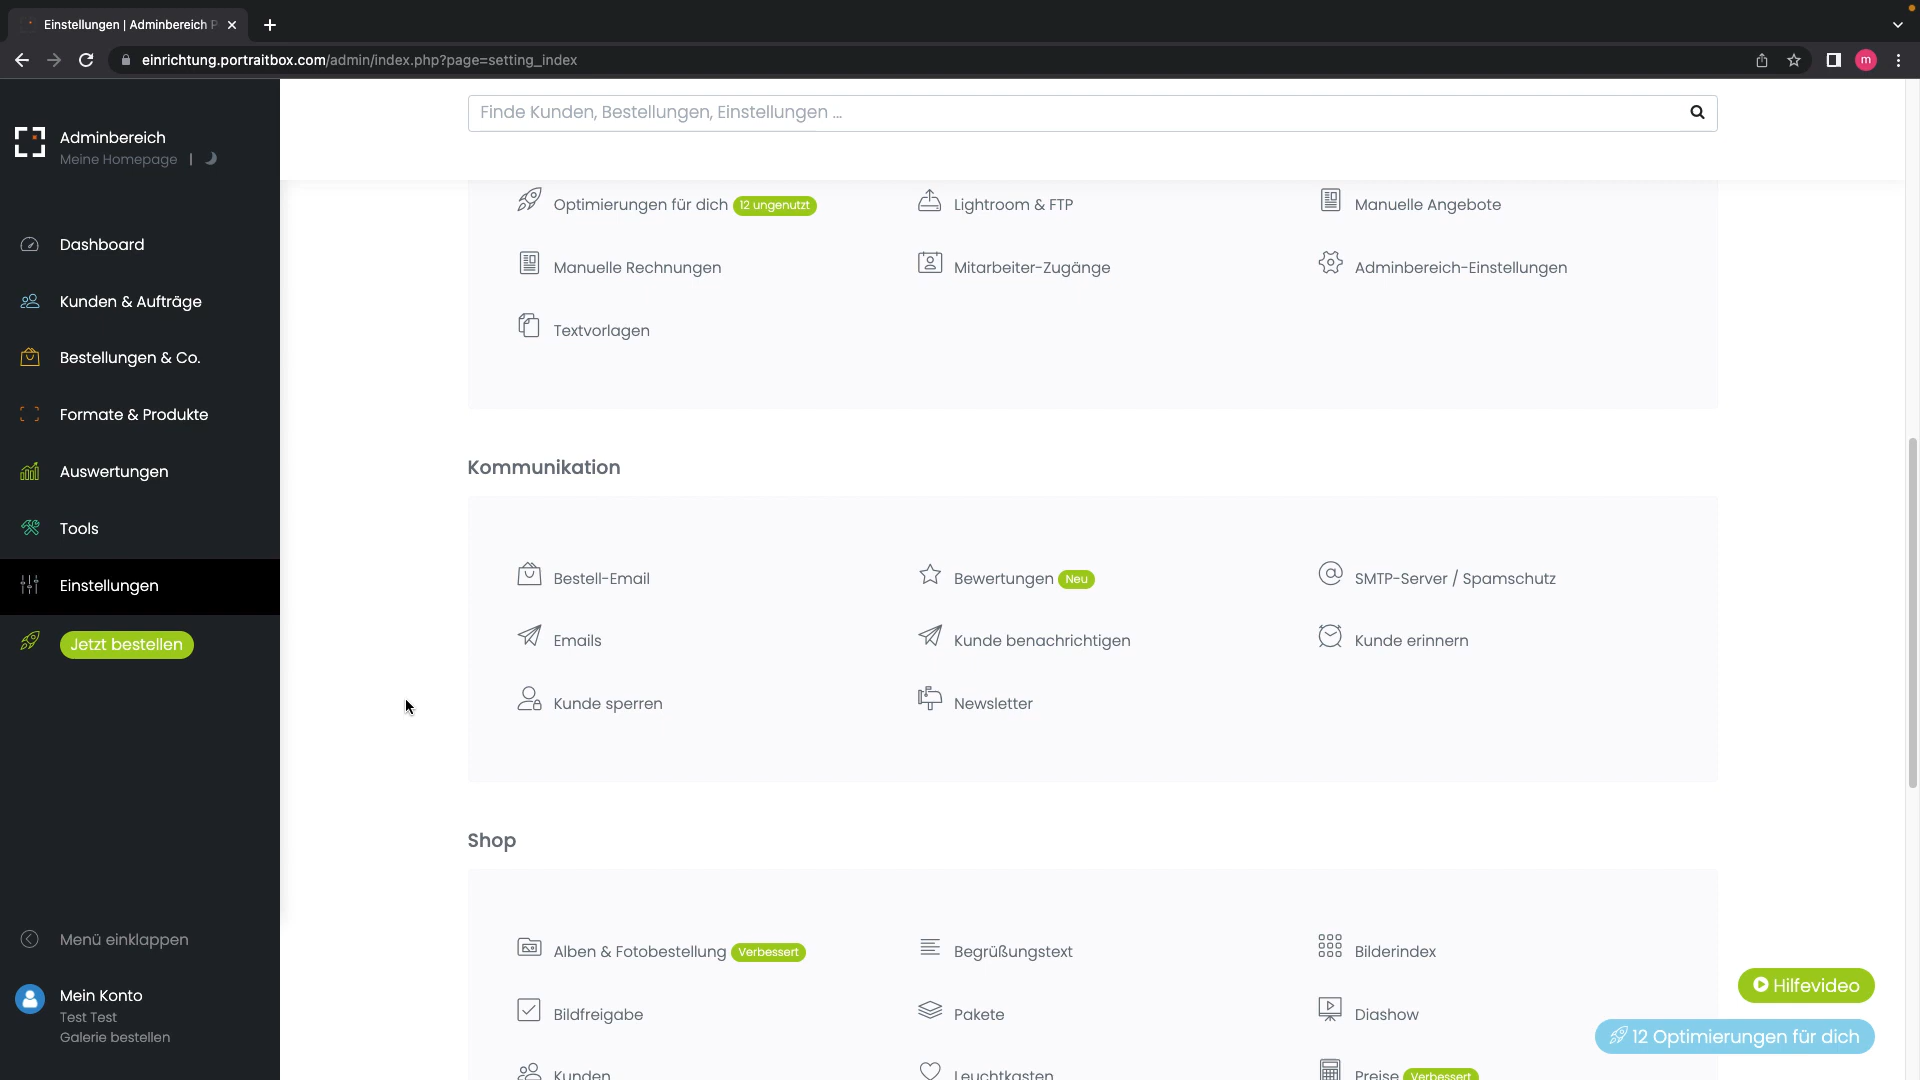 Einstellungen | Adminbereich P
einrichtung.portraitbox.com/admin/index.php?page=setting_index
m
Adminbereich
Meine Homepage |
Dashboard
Kunden & Aufträge
Bestellungen & Co.
Formate & Produkte
Auswertungen
Tools
Einstellungen
Jetzt bestellen
Menü einklappen
Mein Konto
Test Test
Galerie bestellen
Finde Kunden, Bestellungen, Einstellungen ...
Optimierungen für dich 12 ungenutzt
Lightroom & FTP
Manuelle Angebote
Manuelle Rechnungen
Mitarbeiter-Zugänge
Adminbereich-Einstellungen
Textvorlagen
Kommunikation
Bestell-Email
Bewertungen Neu
SMTP-Server / Spamschutz
Emails
Kunde benachrichtigen
Kunde erinnern
Kunde sperren
Newsletter
Shop
Alben & Fotobestellung Verbessert
Begrüßungstext
Bilderindex
Bildfreigabe
Pakete
Diashow
Kunden
Leuchtkasten
Preise Verbessert
Hilfevideo
12 Optimierungen für dich